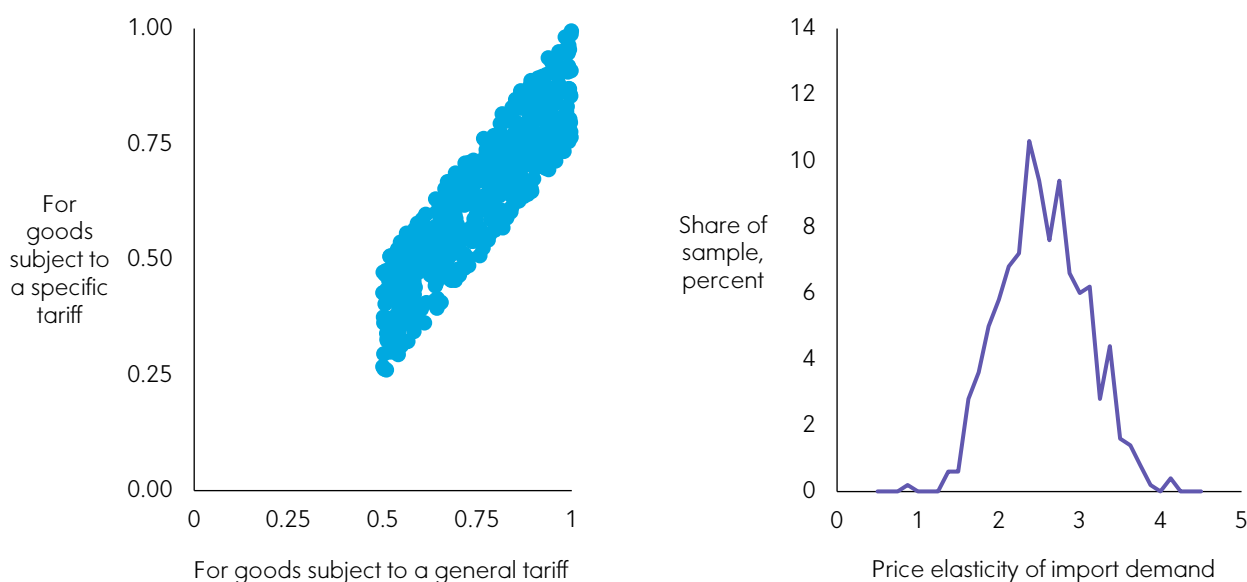 1.00
0.75
0.50
0.25
0.00
For
goods
subject to
a specific
tariff
0 0.25 0.5 0.75 1
For goods subject to a general tariff
14
12
10
8
6
4
2
0
Share of
sample,
percent
0 1 2 3 4 5
Price elasticity of import demand